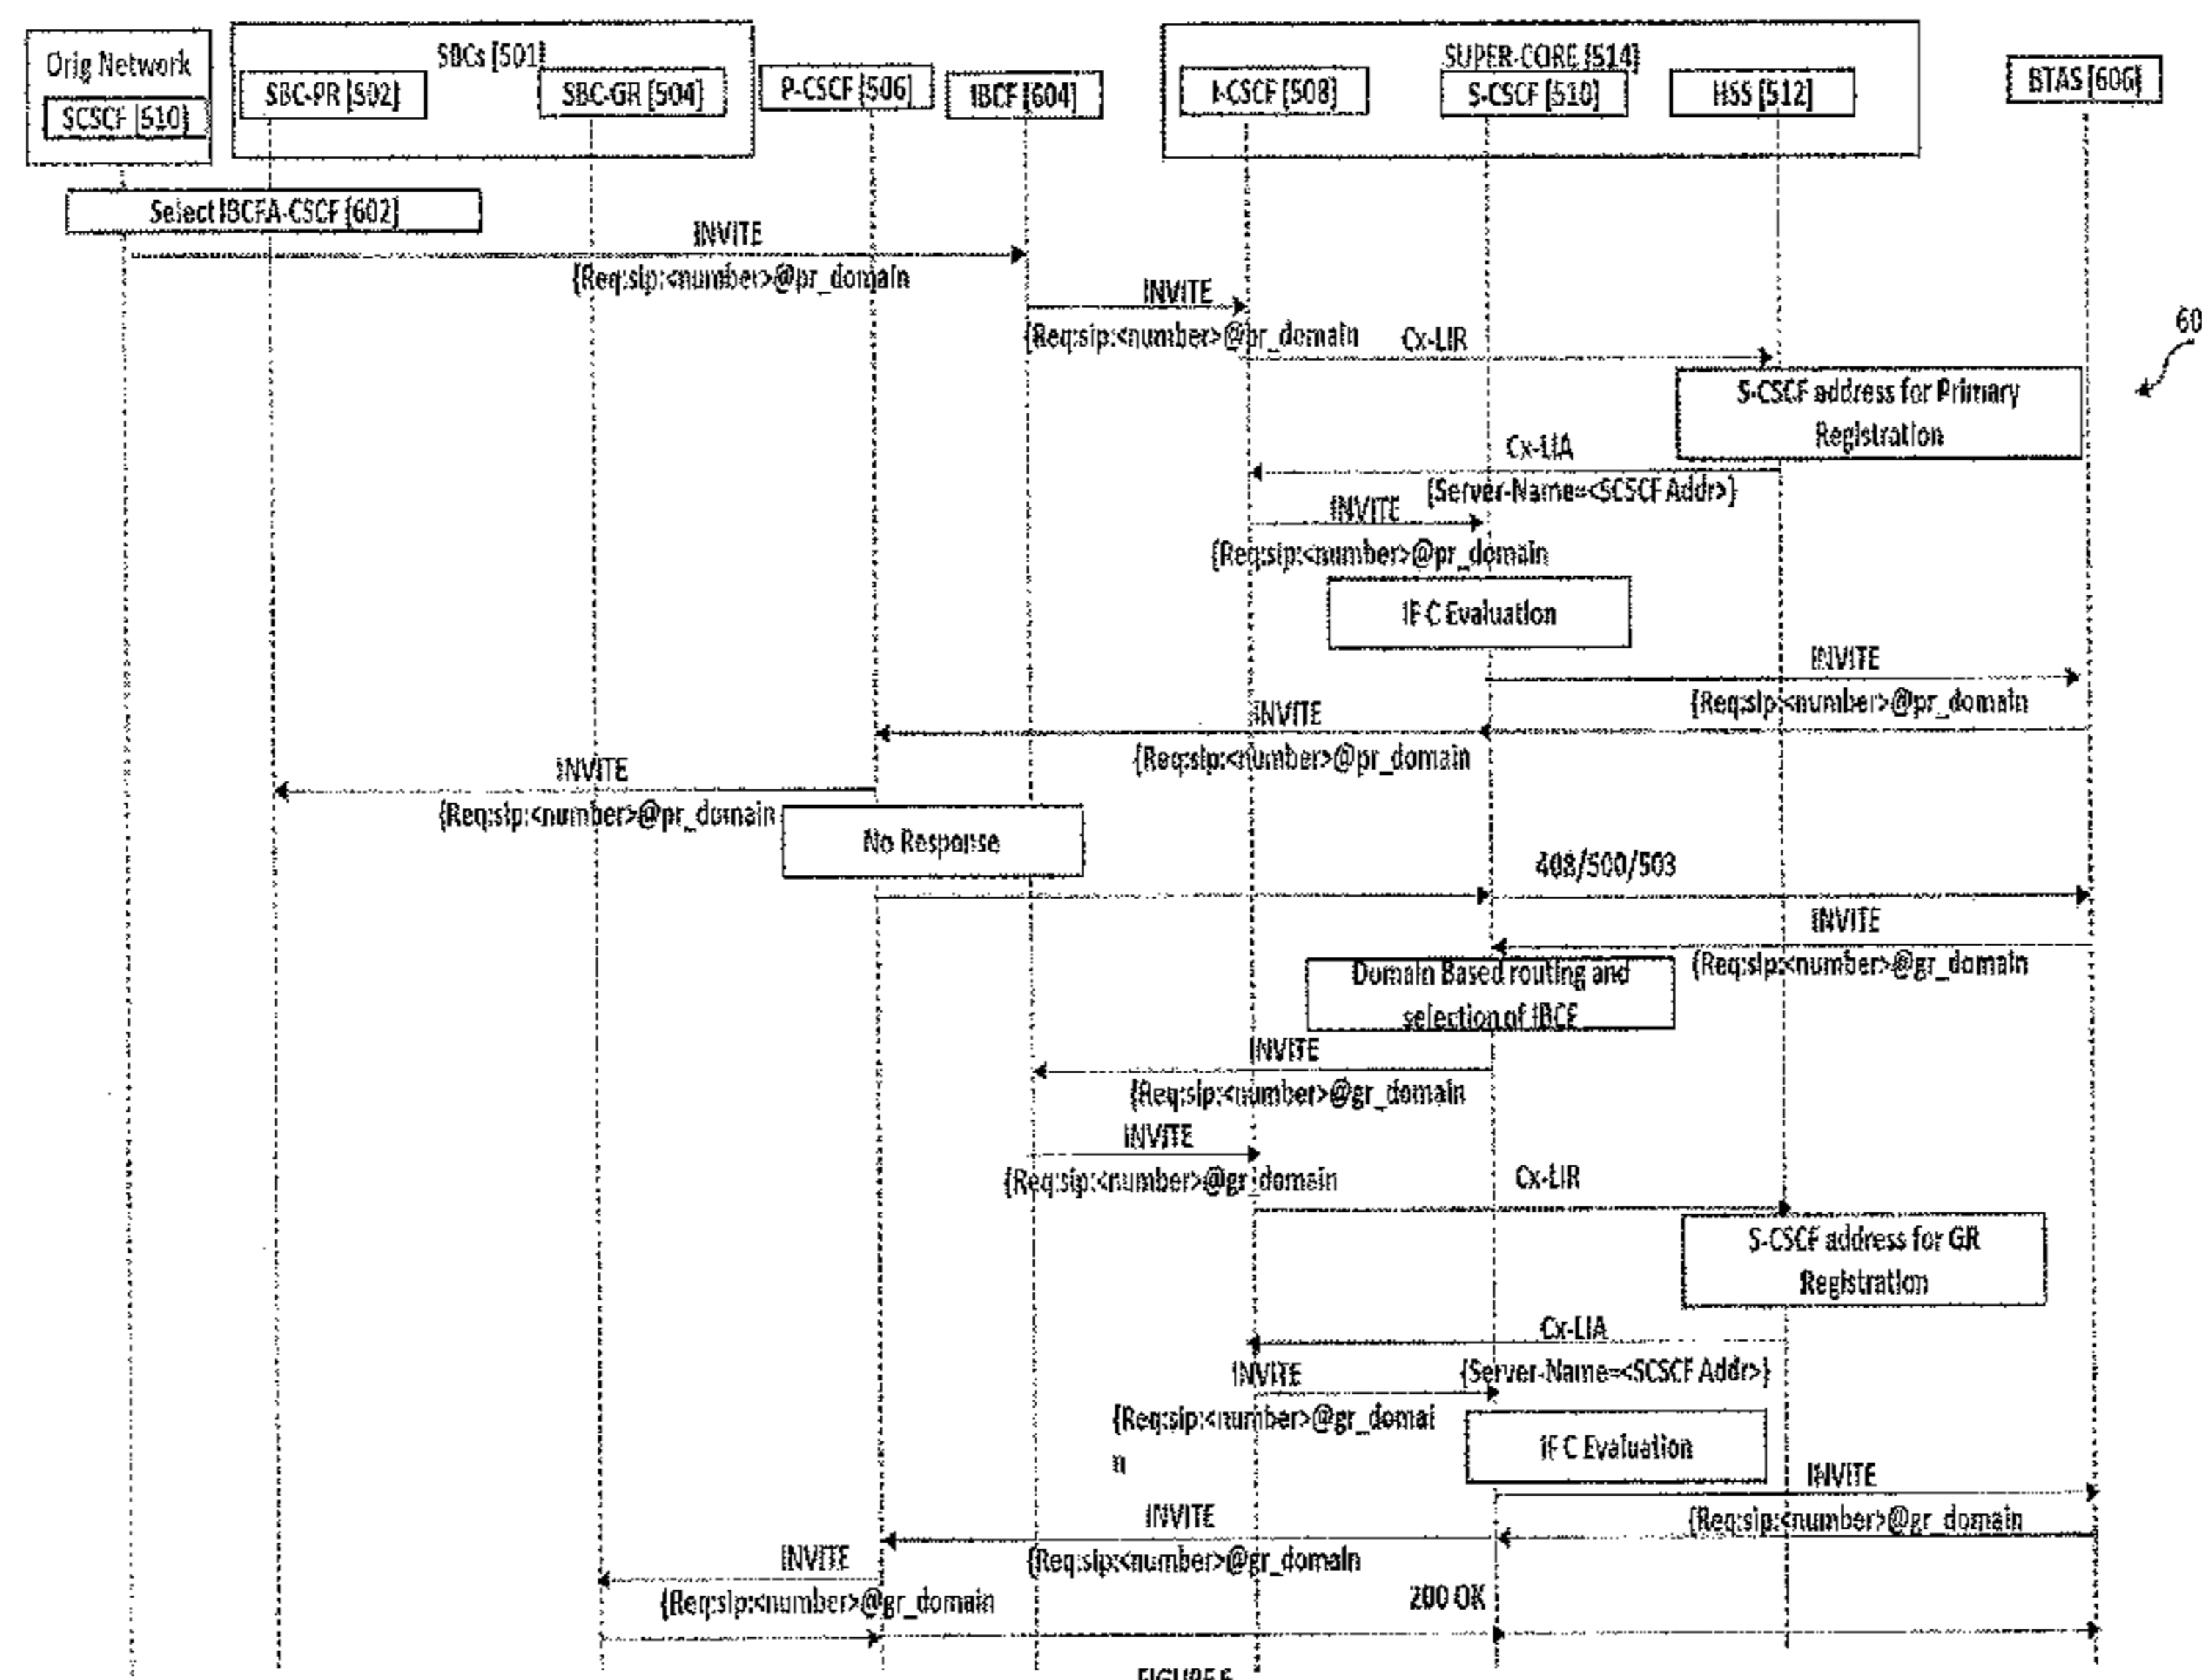 Orig Network
SCSCF [510]
SBCs [501]
SBC-PR [502]
SBC-GR [504]
P-CSCF [506]
IBCF [604]
SUPER-CORE [514]
I-CSCF [508]
S-CSCF [510]
HSS [512]
BTAS [606]
Select IBCFA-CSCF [602]
INVITE
{Req:sip:<number>@pr_domain
INVITE
{Req:sip:<number>@pr_domain
Cx-LIR
60
S-CSCF address for Primary
Registration
Cx-LIA
{Server-Name=<SCSCF Addr>}
INVITE
{Req:sip:<number>@pr_domain
IFC Evaluation
INVITE
{Req:sip:<number>@pr_domain
INVITE
{Req:sip:<number>@pr_domain
INVITE
{Req:sip:<number>@pr_domain
No Response
408/500/503
INVITE
{Req:sip:<number>@gr_domain
Domain Based routing and
selection of IBCF
INVITE
{Req:sip:<number>@gr_domain
INVITE
{Req:sip:<number>@gr_domain
Cx-LIR
S-CSCF address for GR
Registration
Cx-LIA
{Server-Name=<SCSCF Addr>}
INVITE
{Req:sip:<number>@gr_domai
n
IFC Evaluation
INVITE
{Req:sip:<number>@gr_domain
INVITE
{Req:sip:<number>@gr_domain
INVITE
{Req:sip:<number>@gr_domain
200 OK